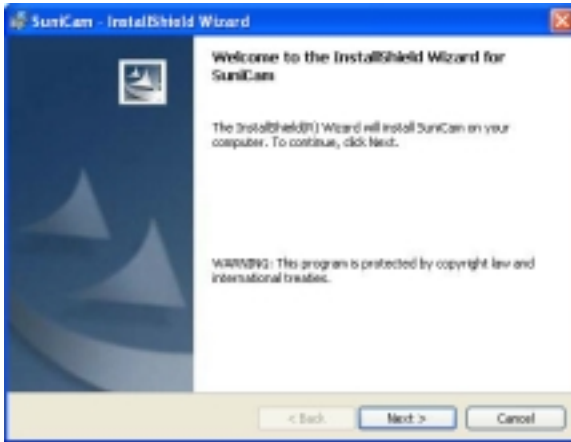 SuniCam - InstallShield Wizard
Welcome to the InstallShield Wizard for
SuniCam
The InstallShield(R) Wizard will install SuniCam on your
computer. To continue, click Next.
WARNING: This program is protected by copyright law and
international treaties.
< Back
Next >
Cancel